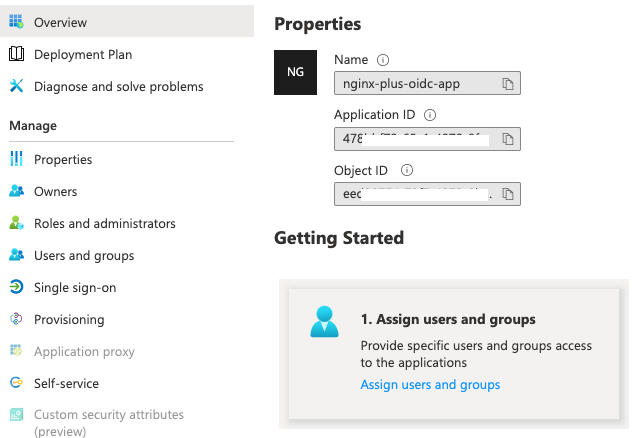 Overview
Deployment Plan
Diagnose and solve problems
Manage
Properties
Owners
Roles and administrators
Users and groups
Single sign-on
Provisioning
Application proxy
Self-service
Custom security attributes
(preview)
Properties
NG
Name
nginx-plus-oidc-app
Application ID
478
Object ID
eed
Getting Started
1. Assign users and groups
Provide specific users and groups access
to the applications
Assign users and groups